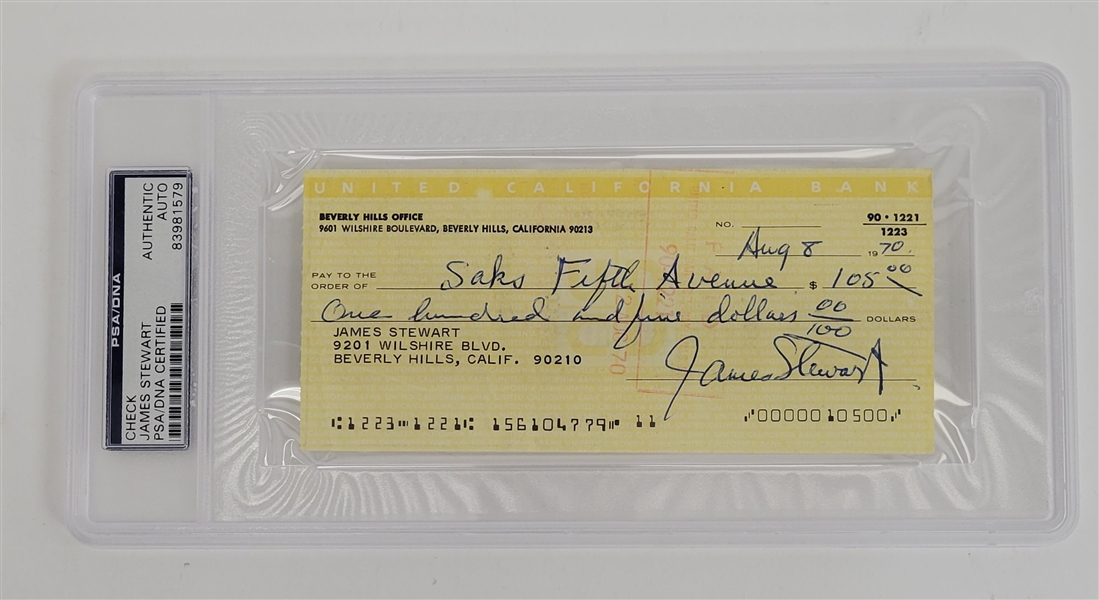 PSA/DNA
CHECK
JAMES STEWART
PSA/DNA CERTIFIED
AUTHENTIC
AUTO
83981579
UNITED CALIFORNIA BANK
BEVERLY HILLS OFFICE
9601 WILSHIRE BOULEVARD, BEVERLY HILLS, CALIFORNIA 90213
NO.
90 • 1221
1223
Aug 8 1970.
PAY TO THE
ORDER OF Saks Fifth Avenue $ 105 00
One hundred and five dollars 00/100 DOLLARS
JAMES STEWART
9201 WILSHIRE BLVD.
BEVERLY HILLS, CALIF. 90210
James Stewart
⑆1223⑉1221⑆ 156104779⑈ 11 ⑇0000010500⑇